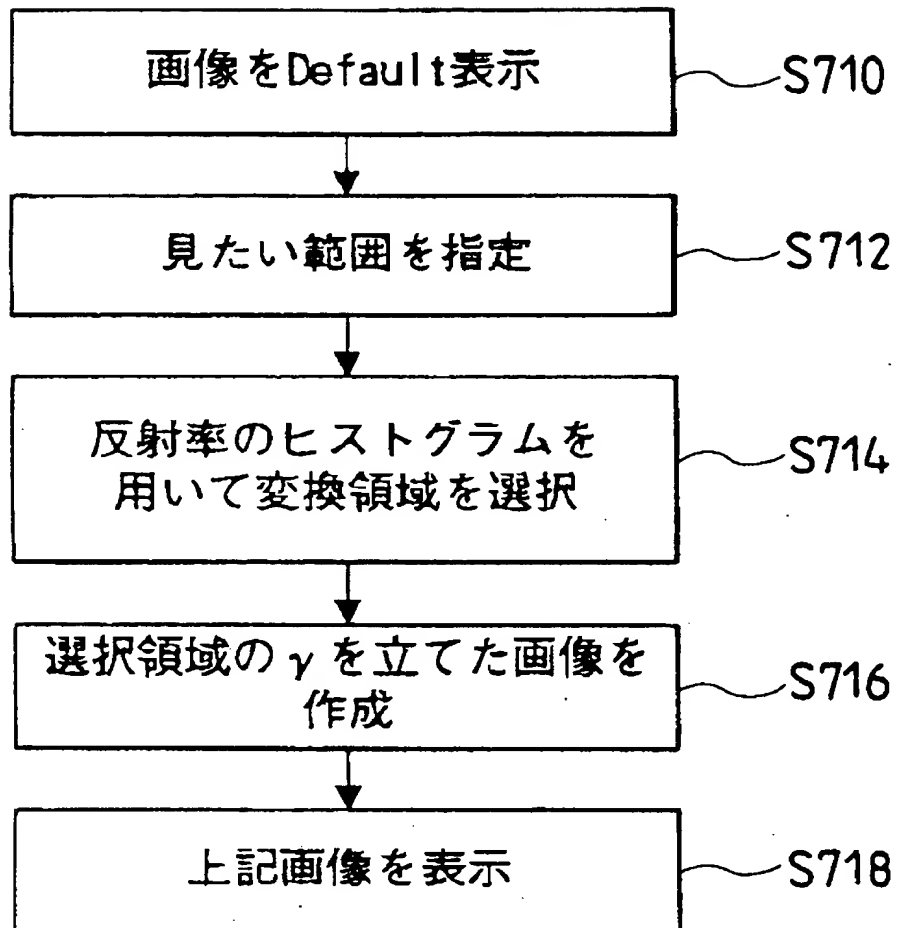 画像をDefault表示
S710
見たい範囲を指定
S712
反射率のヒストグラムを
用いて変換領域を選択
S714
選択領域のγを立てた画像を
作成
S716
上記画像を表示
S718